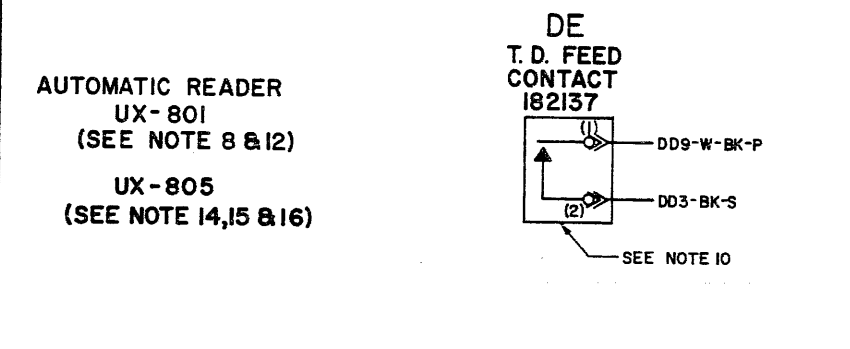 AUTOMATIC READER
UX-801
(SEE NOTE 8 & 12)
UX-805
(SEE NOTE 14,15 & 16)
DE
T. D. FEED
CONTACT
182137
(1)
DD9-W-BK-P
(2)
DD3-BK-S
SEE NOTE 10